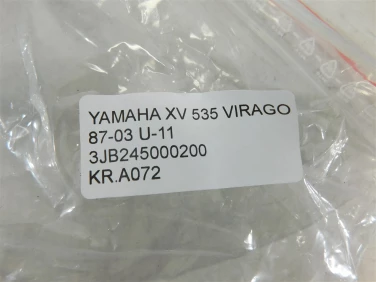 YAMAHA XV 535 VIRAGO
87-03 U-11
3JB245000200
KR.A072